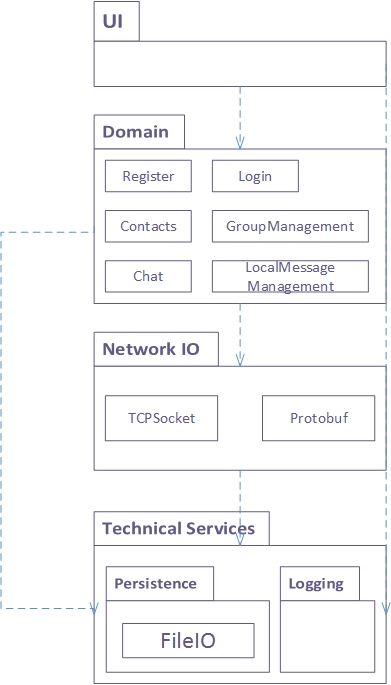 UI
Domain
Register
Login
Contacts
GroupManagement
Chat
LocalMessage
Management
Network IO
TCPSocket
Protobuf
Technical Services
Persistence
Logging
FileIO